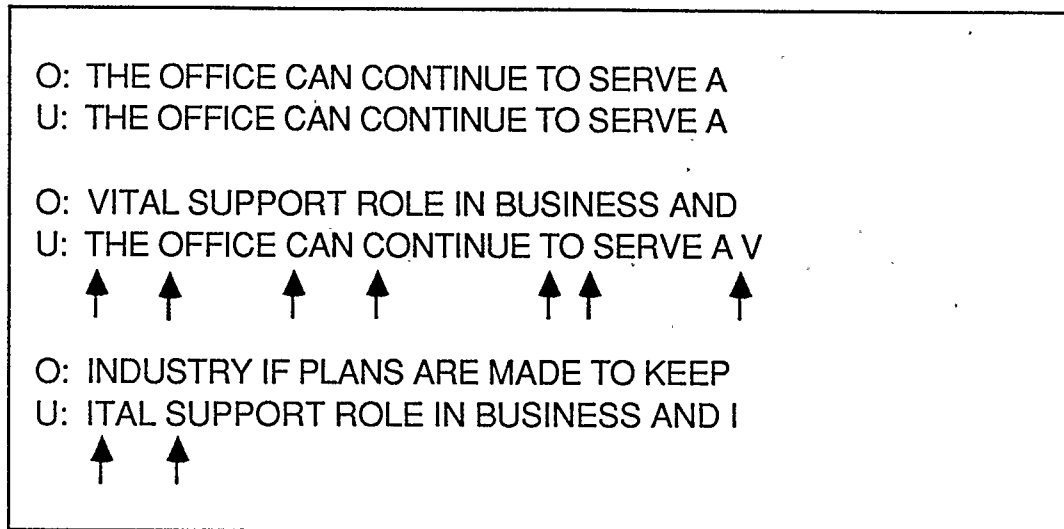 O: THE OFFICE CAN CONTINUE TO SERVE A
U: THE OFFICE CAN CONTINUE TO SERVE A
O: VITAL SUPPORT ROLE IN BUSINESS AND
U: THE OFFICE CAN CONTINUE TO SERVE A V
O: INDUSTRY IF PLANS ARE MADE TO KEEP
U: ITAL SUPPORT ROLE IN BUSINESS AND I